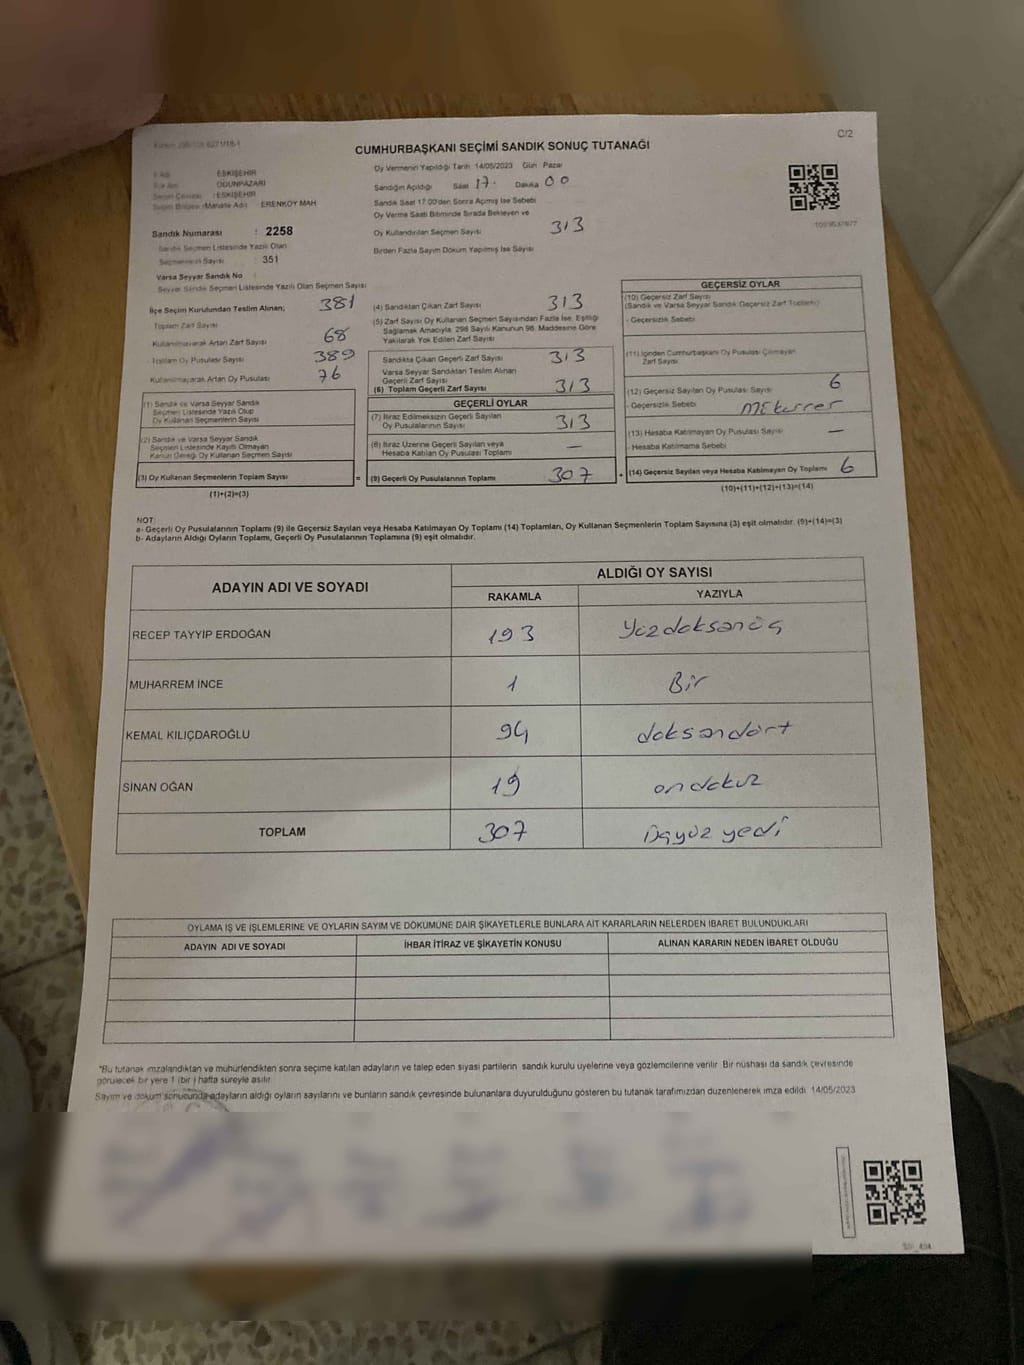 C/2
CUMHURBAŞKANI SEÇİMİ SANDIK SONUÇ TUTANAĞI
ESKİŞEHİR
ODUNPAZARI
ESKİŞEHİR
Mahalle Adı ERENKÖY MAH
Sandık Numarası : 2258
Sandık Seçmen Listesinde Yazılı Olan
Seçmenlerin Sayısı : 351
Varsa Seyyar Sandık No :
Seyyar Sandık Seçmen Listesinde Yazılı Olan Seçmen Sayısı
Oy Vermenin Yapıldığı Tarih 14/05/2023 Gün Pazar
Sandığın Açıldığı Saat 17. Dakika 00
Sandık Saat 17.00'den Sonra Açmış İse Sebebi
Oy Verme Saati Bitiminde Sırada Bekleyen ve
Oy Kullandırılan Seçmen Sayısı 313
Birden Fazla Sayım Döküm Yapılmış İse Sayısı
İlçe Seçim Kurulundan Teslim Alınan; 381
Toplam Zarf Sayısı
Kullanılmayarak Artan Zarf Sayısı 68
Toplam Oy Pusulası Sayısı 389
Kullanılmayarak Artan Oy Pusulası 76
(1) Sandık ve Varsa Seyyar Sandık
Seçmen Listesinde Yazılı Olup
Oy Kullanan Seçmenlerin Sayısı
(2) Sandık ve Varsa Seyyar Sandık
Seçmen Listesinde Kayıtlı Olmayan
Kanun Gereği Oy Kullanan Seçmen Sayısı
(3) Oy Kullanan Seçmenlerin Toplam Sayısı =
(1)+(2)=(3)
(4) Sandıktan Çıkan Zarf Sayısı 313
(5) Zarf Sayısı Oy Kullanan Seçmen Sayısından Fazla İse, Eşitliği
Sağlamak Amacıyla, 298 Sayılı Kanunun 98. Maddesine Göre
Yakılarak Yok Edilen Zarf Sayısı
Sandıkta Çıkan Geçerli Zarf Sayısı 313
Varsa Seyyar Sandıktan Teslim Alınan
Geçerli Zarf Sayısı
(6) Toplam Geçerli Zarf Sayısı 313
GEÇERLİ OYLAR
(7) İtiraz Edilmeksizin Geçerli Sayılan
Oy Pusulasının Sayısı 313
(8) İtiraz Üzerine Geçerli Sayılan veya
Hesaba Katılan Oy Pusulası Toplamı —
(9) Geçerli Oy Pusulalarının Toplamı 307 +
GEÇERSİZ OYLAR
(10) Geçersiz Zarf Sayısı
(Sandık ve Varsa Seyyar Sandık Geçersiz Zarf Toplamı)
- Geçersizlik Sebebi
(11) İçinden Cumhurbaşkanı Oy Pusulası Çıkmayan
Zarf Sayısı
(12) Geçersiz Sayılan Oy Pusulası Sayısı 6
- Geçersizlik Sebebi Mükerrer
(13) Hesaba Katılmayan Oy Pusulası Sayısı —
- Hesaba Katılmama Sebebi
(14) Geçersiz Sayılan veya Hesaba Katılmayan Oy Toplamı 6
(10)+(11)+(12)+(13)=(14)
NOT:
a- Geçerli Oy Pusulalarının Toplamı (9) ile Geçersiz Sayılan veya Hesaba Katılmayan Oy Toplamı (14) Toplamları, Oy Kullanan Seçmenlerin Toplam Sayısına (3) eşit olmalıdır. (9)+(14)=(3)
b- Adayların Aldığı Oyların Toplamı, Geçerli Oy Pusulalarının Toplamına (9) eşit olmalıdır.
ADAYIN ADI VE SOYADI ALDIĞI OY SAYISI
RAKAMLA YAZIYLA
RECEP TAYYİP ERDOĞAN 193 Yüzdoksanüç
MUHARREM İNCE 1 Bir
KEMAL KILIÇDAROĞLU 94 doksandört
SİNAN OĞAN 19 ondokuz
TOPLAM 307 üçyüz yedi
OYLAMA İŞ VE İŞLEMLERİNE VE OYLARIN SAYIM VE DÖKÜMÜNE DAİR ŞİKAYETLERLE BUNLARA AİT KARARLARIN NELERDEN İBARET BULUNDUKLARI
ADAYIN ADI VE SOYADI İHBAR İTİRAZ VE ŞİKAYETİN KONUSU ALINAN KARARIN NEDEN İBARET OLDUĞU
*Bu tutanak imzalandıktan ve mühürlendikten sonra seçime katılan adayların ve talep eden siyasi partilerin sandık kurulu üyelerine veya gözlemcilerine verilir. Bir nüshası da sandık çevresinde
görülecek bir yere 1 (bir) hafta süreyle asılır.
Sayım ve döküm sonucunda adayların aldığı oyların sayılarını ve bunların sandık çevresinde bulunanlara duyurulduğunu gösteren bu tutanak tarafımızdan düzenlenerek imza edildi. 14/05/2023